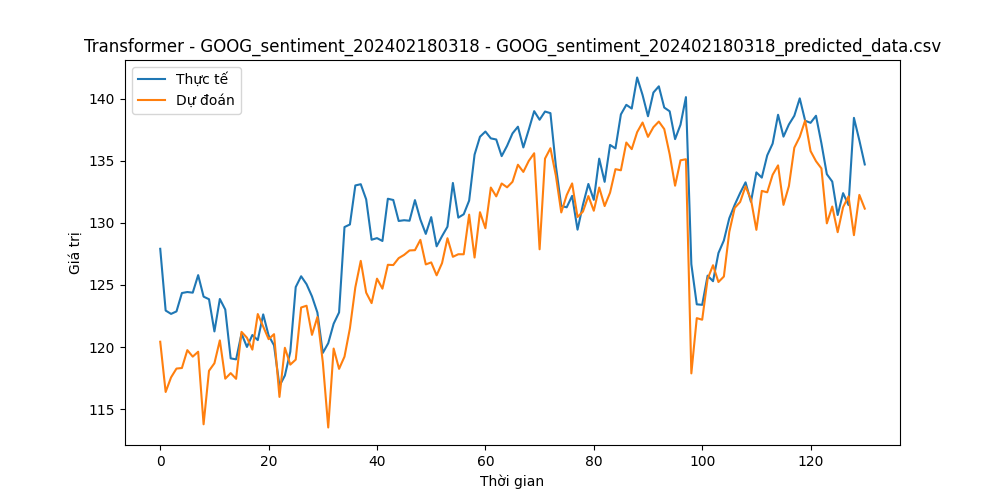 Transformer - GOOG_sentiment_202402180318 - GOOG_sentiment_202402180318_predicted_data.csv
Thực tế
Dự đoán
Giá trị
140
135
130
125
120
115
0 20 40 60 80 100 120
Thời gian